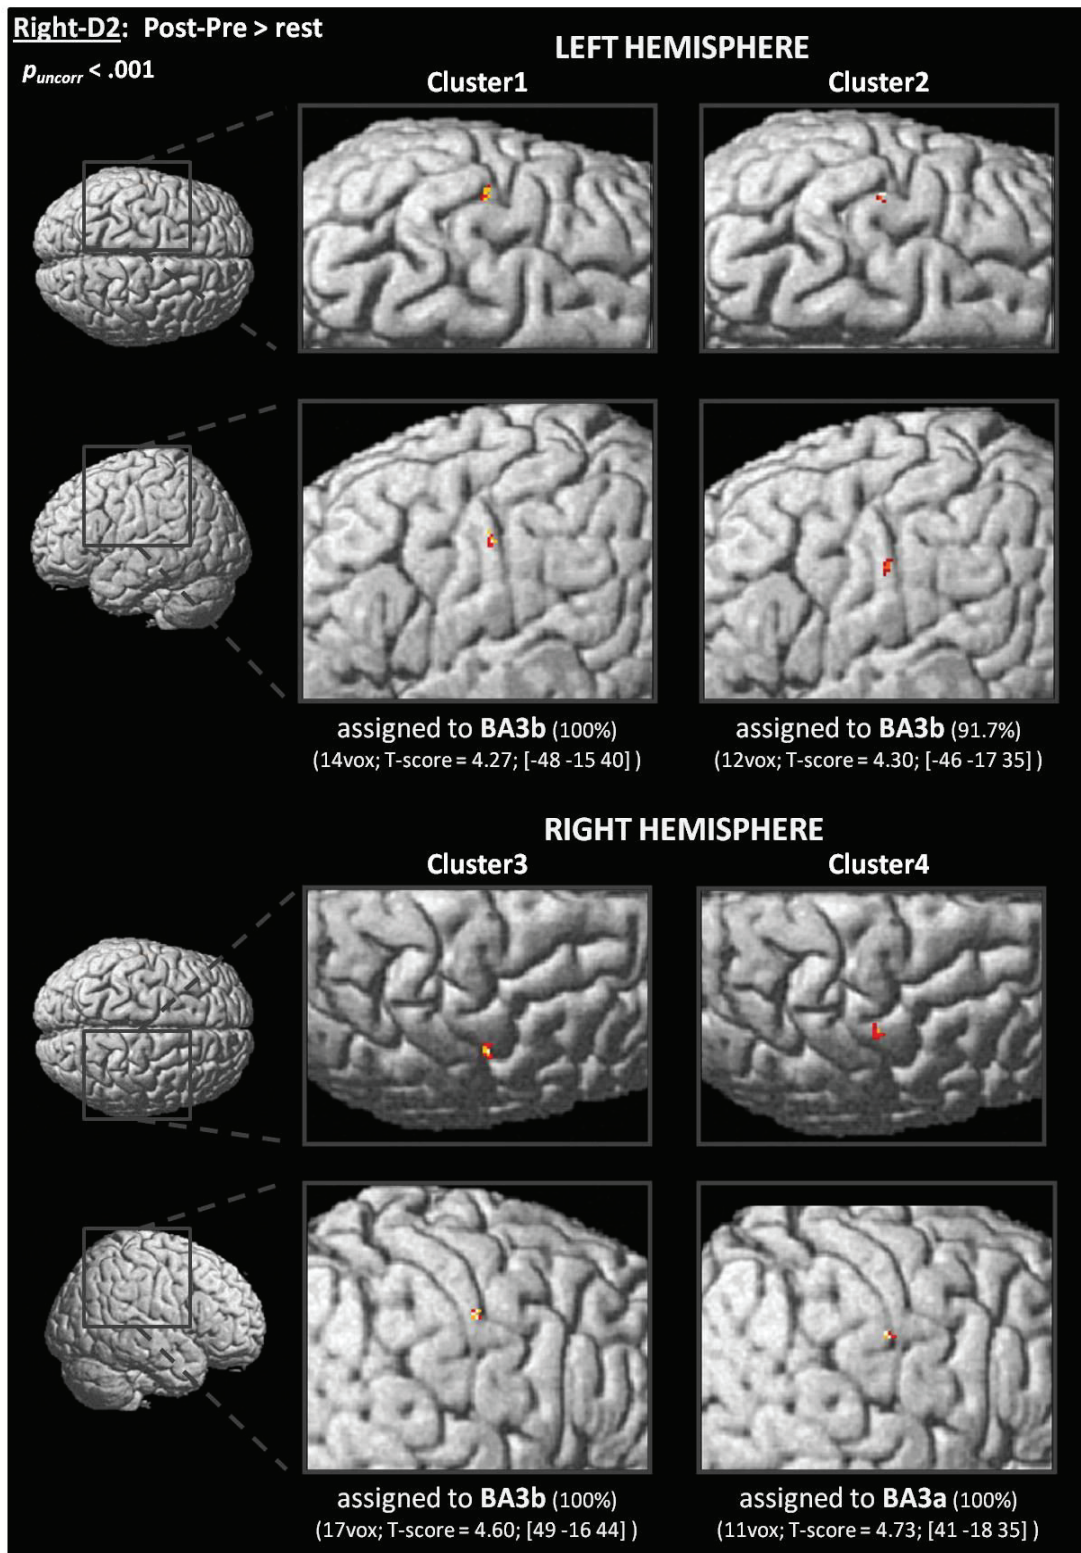 Right-D2: Post-Pre > rest
p_uncorr < .001
LEFT HEMISPHERE
Cluster1 Cluster2
assigned to BA3b (100%) assigned to BA3b (91.7%)
(14vox; T-score = 4.27; [-48 -15 40] ) (12vox; T-score = 4.30; [-46 -17 35] )
RIGHT HEMISPHERE
Cluster3 Cluster4
assigned to BA3b (100%) assigned to BA3a (100%)
(17vox; T-score = 4.60; [49 -16 44] ) (11vox; T-score = 4.73; [41 -18 35] )